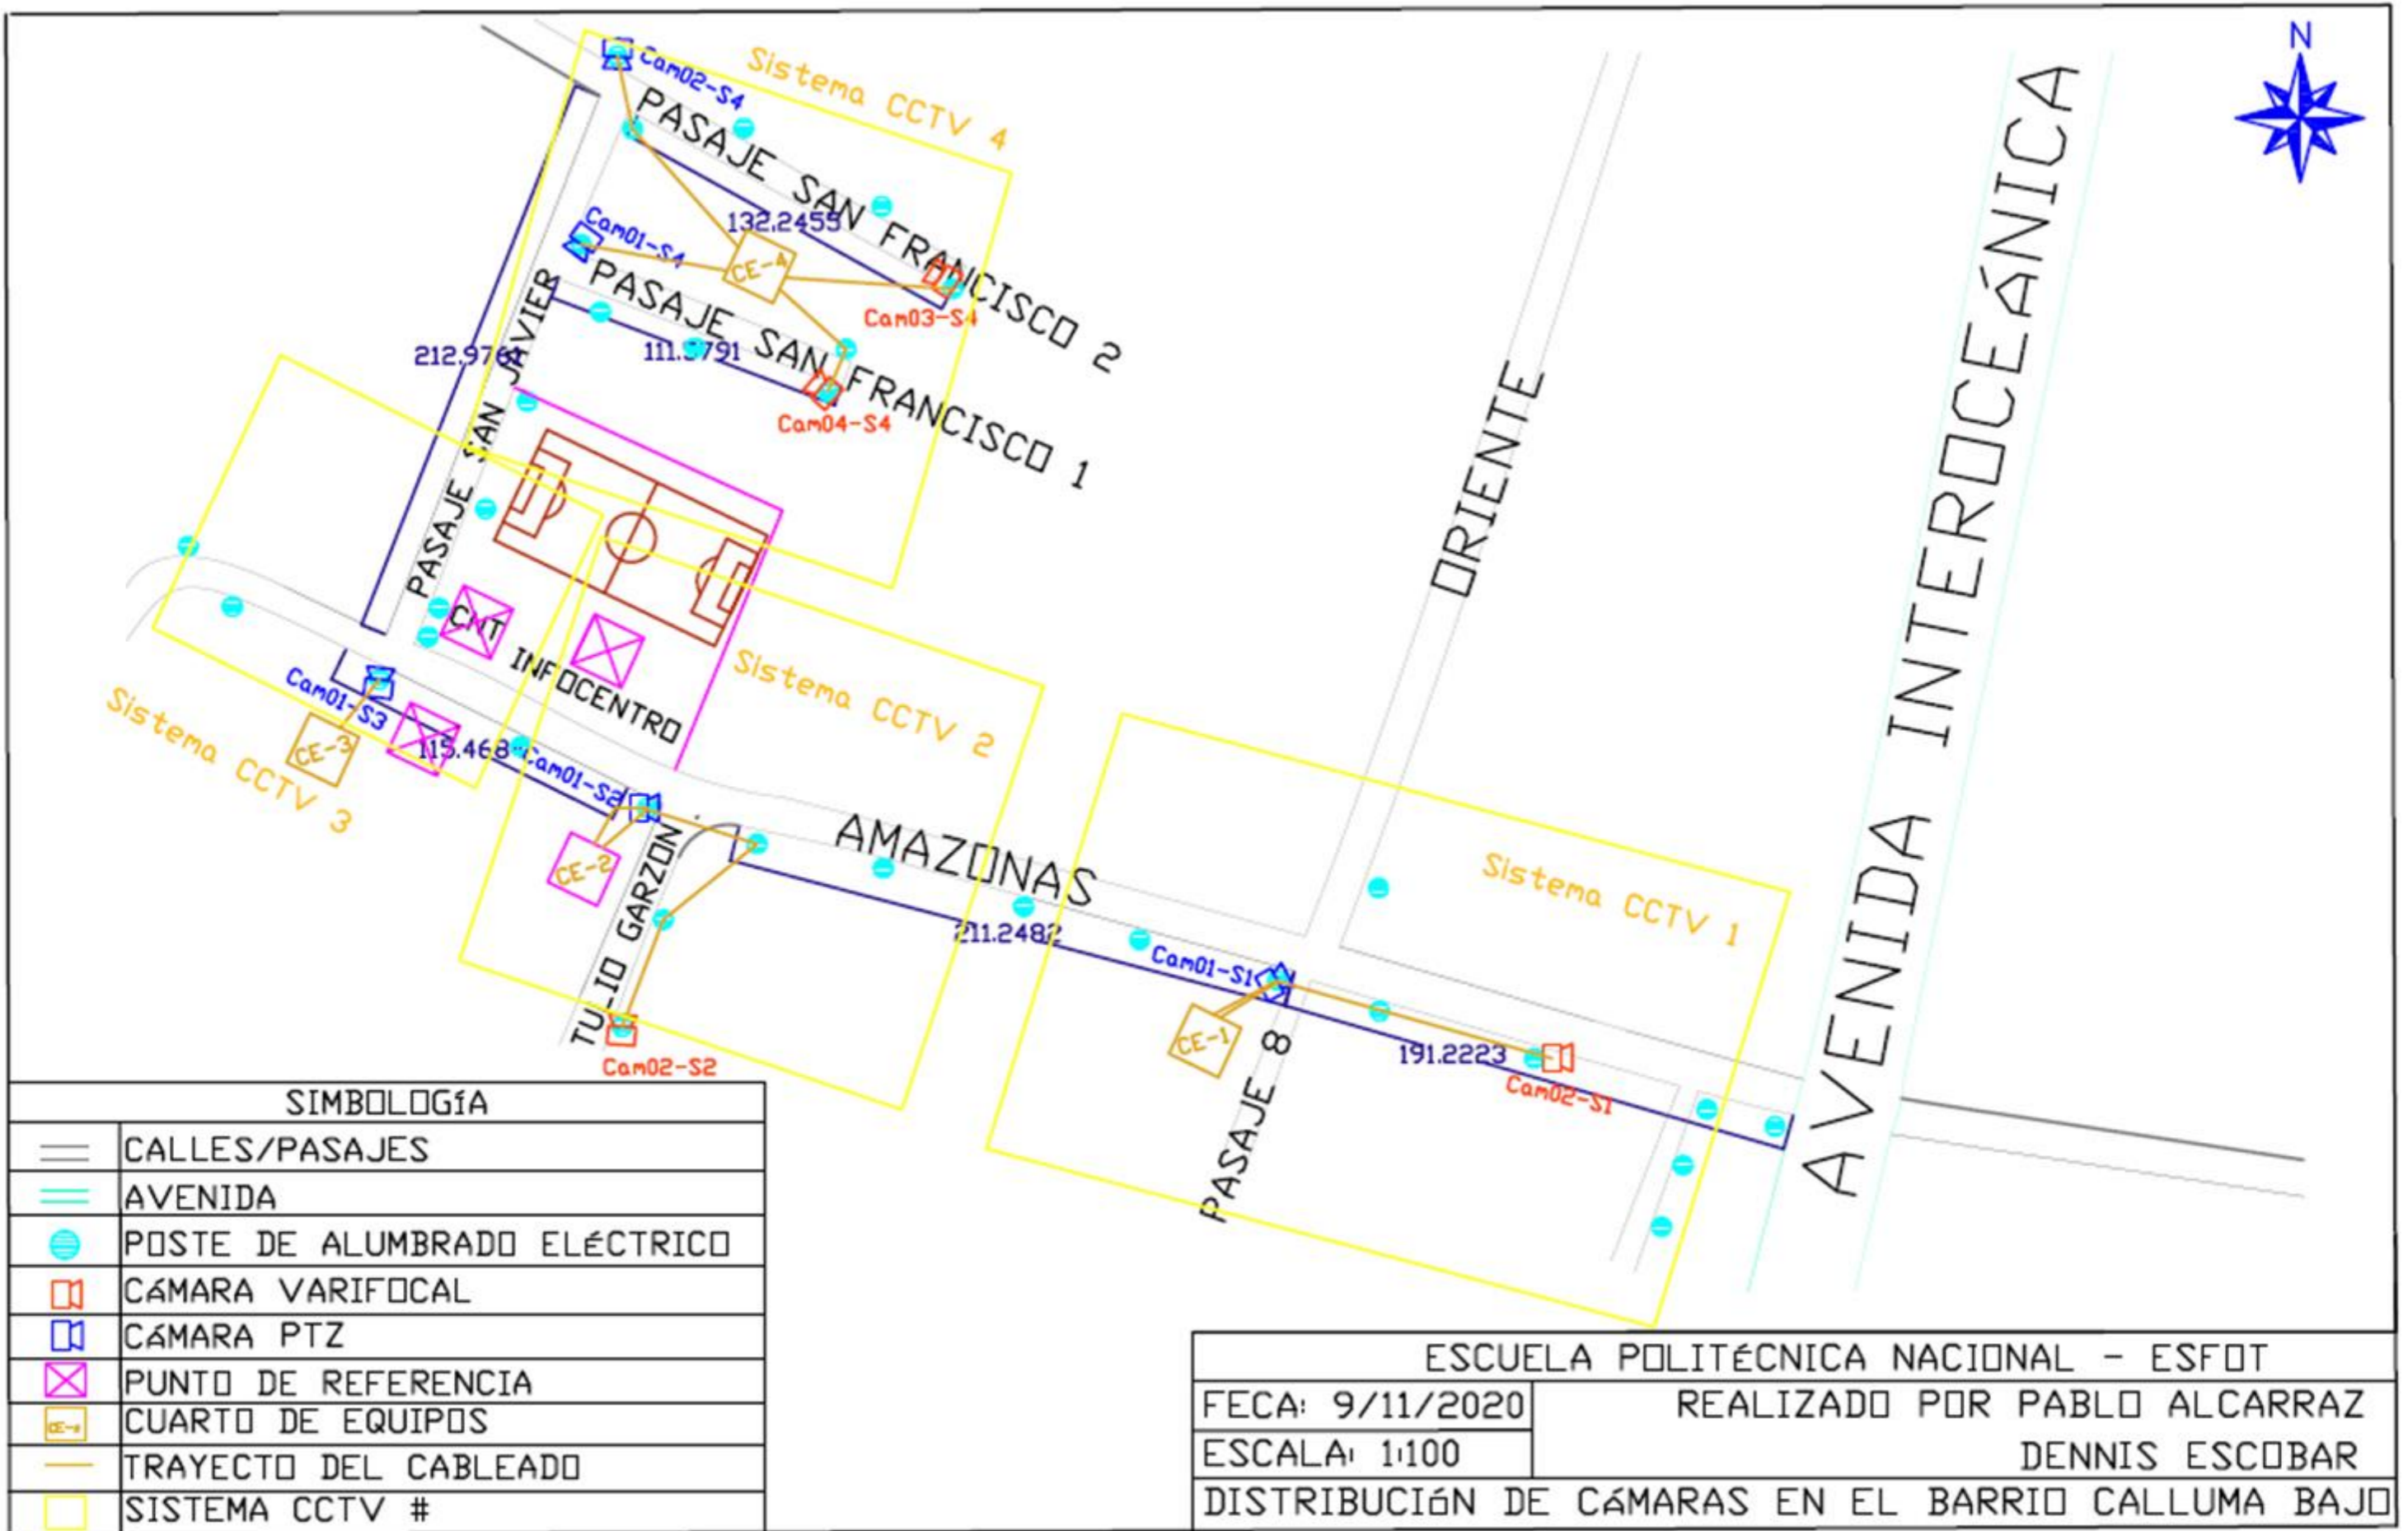 N
Sistema CCTV 4
Cam02-S4
PASAJE SAN FRANCISCO 2
132.2455
Cam01-S4
CE-4
PASAJE SAN FRANCISCO 1
Cam03-S4
Cam04-S4
PASAJE SAN JAVIER
ORIENTE
AVENIDA INTEROCEÁNICA
CNT
INFOCENTRO
Sistema CCTV 2
Cam01-S3
CE-3
Sistema CCTV 3
115.468
Cam01-S2
CE-2
TULIO GARZON
AMAZONAS
211.2482
Cam02-S2
Sistema CCTV 1
Cam01-S1
CE-1
PASAJE 8
191.2223
Cam02-S1
SIMBOLOGíA
CALLES/PASAJES
AVENIDA
POSTE DE ALUMBRADO ELÉCTRICO
CáMARA VARIFOCAL
CáMARA PTZ
PUNTO DE REFERENCIA
CUARTO DE EQUIPOS
TRAYECTO DEL CABLEADO
SISTEMA CCTV #
ESCUELA POLITÉCNICA NACIONAL - ESFOT
FECA: 9/11/2020
REALIZADO POR PABLO ALCARRAZ
ESCALA: 1:100
DENNIS ESCOBAR
DISTRIBUCIóN DE CáMARAS EN EL BARRIO CALLUMA BAJO